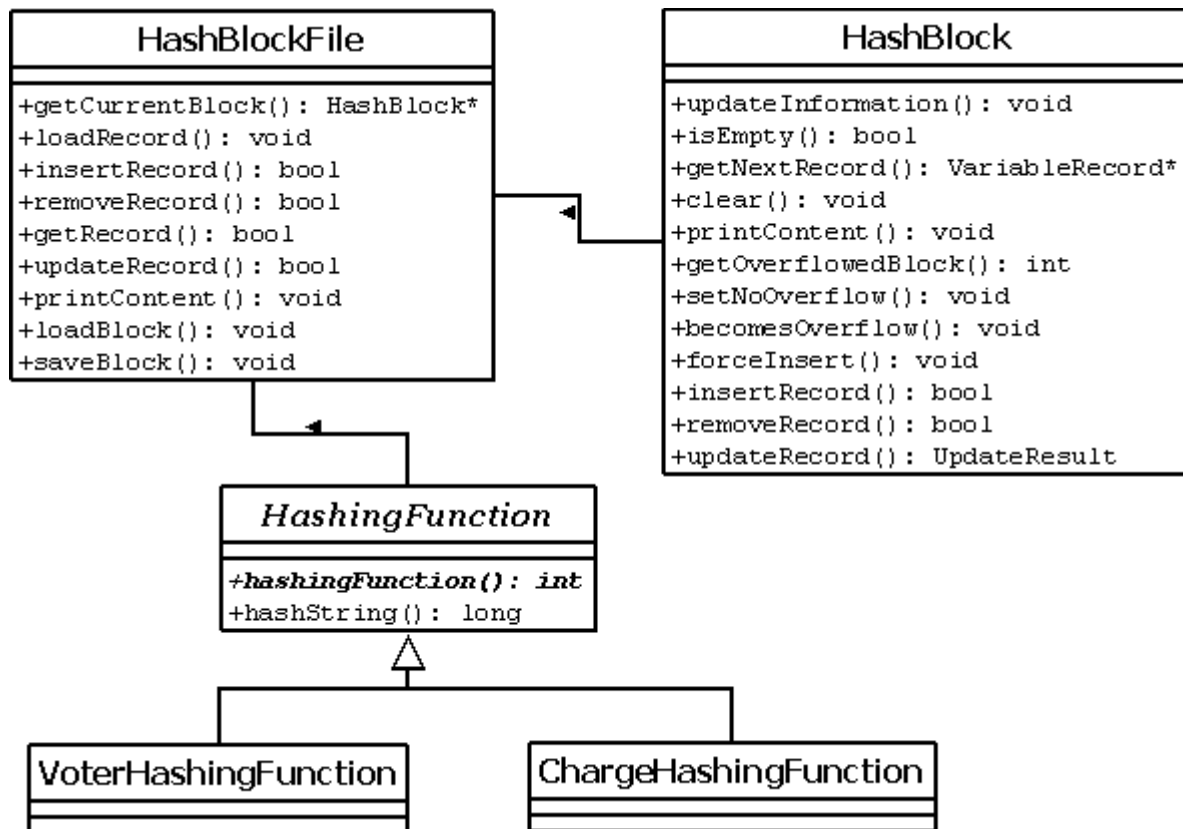 HashBlockFile
+getCurrentBlock(): HashBlock*
+loadRecord(): void
+insertRecord(): bool
+removeRecord(): bool
+getRecord(): bool
+updateRecord(): bool
+printContent(): void
+loadBlock(): void
+saveBlock(): void
HashBlock
+updateInformation(): void
+isEmpty(): bool
+getNextRecord(): VariableRecord*
+clear(): void
+printContent(): void
+getOverflowedBlock(): int
+setNoOverflow(): void
+becomesOverflow(): void
+forceInsert(): void
+insertRecord(): bool
+removeRecord(): bool
+updateRecord(): UpdateResult
HashingFunction
+hashingFunction(): int
+hashString(): long
VoterHashingFunction
ChargeHashingFunction